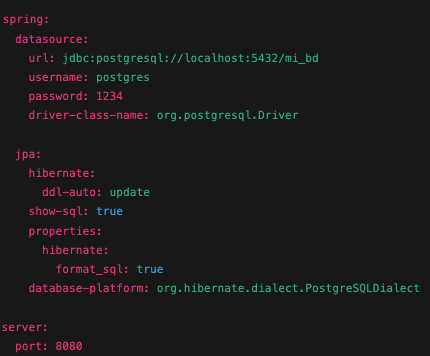 spring:
  datasource:
    url: jdbc:postgresql://localhost:5432/mi_bd
    username: postgres
    password: 1234
    driver-class-name: org.postgresql.Driver

  jpa:
    hibernate:
      ddl-auto: update
    show-sql: true
    properties:
      hibernate:
        format_sql: true
    database-platform: org.hibernate.dialect.PostgreSQLDialect

server:
  port: 8080